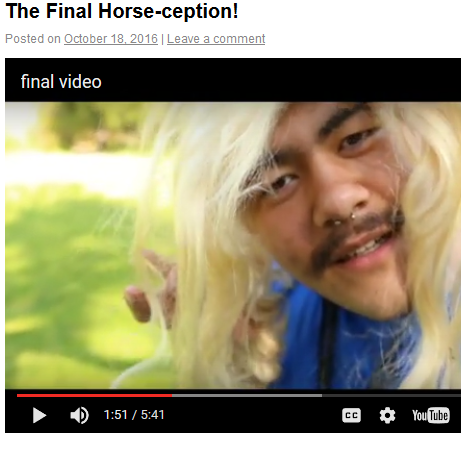 The Final Horse-ception!
Posted on October 18, 2016 | Leave a comment
final video
1:51 / 5:41 CC YouTube